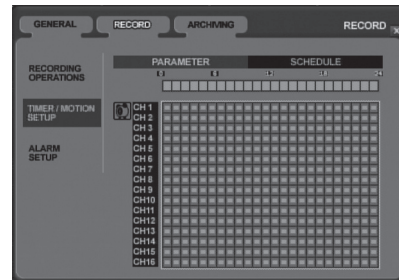 GENERAL
RECORD
ARCHIVING
RECORD
X
RECORDING
OPERATIONS
TIMER / MOTION
SETUP
ALARM
SETUP
PARAMETER
SCHEDULE
CH 1
CH 2
CH 3
CH 4
CH 5
CH 6
CH 7
CH 8
CH 9
CH10
CH11
CH12
CH13
CH14
CH15
CH16